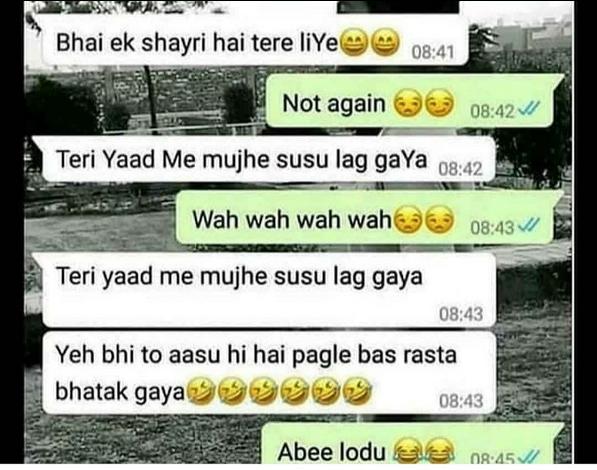 Bhai ek shayri hai tere liYe😄😄 08:41
Not again 😒😏 08:42
Teri Yaad Me mujhe susu lag gaYa 08:42
Wah wah wah wah😒😒 08:43
Teri yaad me mujhe susu lag gaya
08:43
Yeh bhi to aasu hi hai pagle bas rasta
bhatak gaya🤣🤣🤣🤣🤣🤣 08:43
Abee lodu 😂😂 08:45